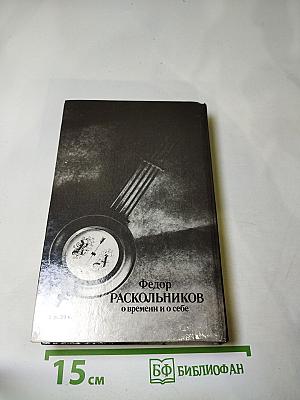 Федор
РАСКОЛЬНИКОВ
о времени и о себе
15 см
БФ БИБЛИОФАН